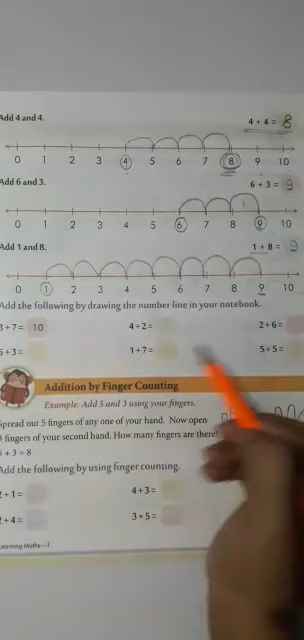 Add 4 and 4.
4 + 4 = 8
0 1 2 3 4 5 6 7 8 9 10
Add 6 and 3.
6 + 3 = 9
0 1 2 3 4 5 6 7 8 9 10
Add 1 and 8.
1 + 8 = 9
0 1 2 3 4 5 6 7 8 9 10
Add the following by drawing the number line in your notebook.
3 + 7 = 10 4 + 2 = 2 + 6 =
+ 3 = 1 + 7 = 5 + 5 =
Addition by Finger Counting
Example: Add 5 and 3 using your fingers.
Spread out 5 fingers of any one of your hand. Now open
fingers of your second hand. How many fingers are there?
5 + 3 = 8
Add the following by using finger counting.
+ 1 = 4 + 3 =
+ 4 = 3 + 5 =
Learning Maths—1